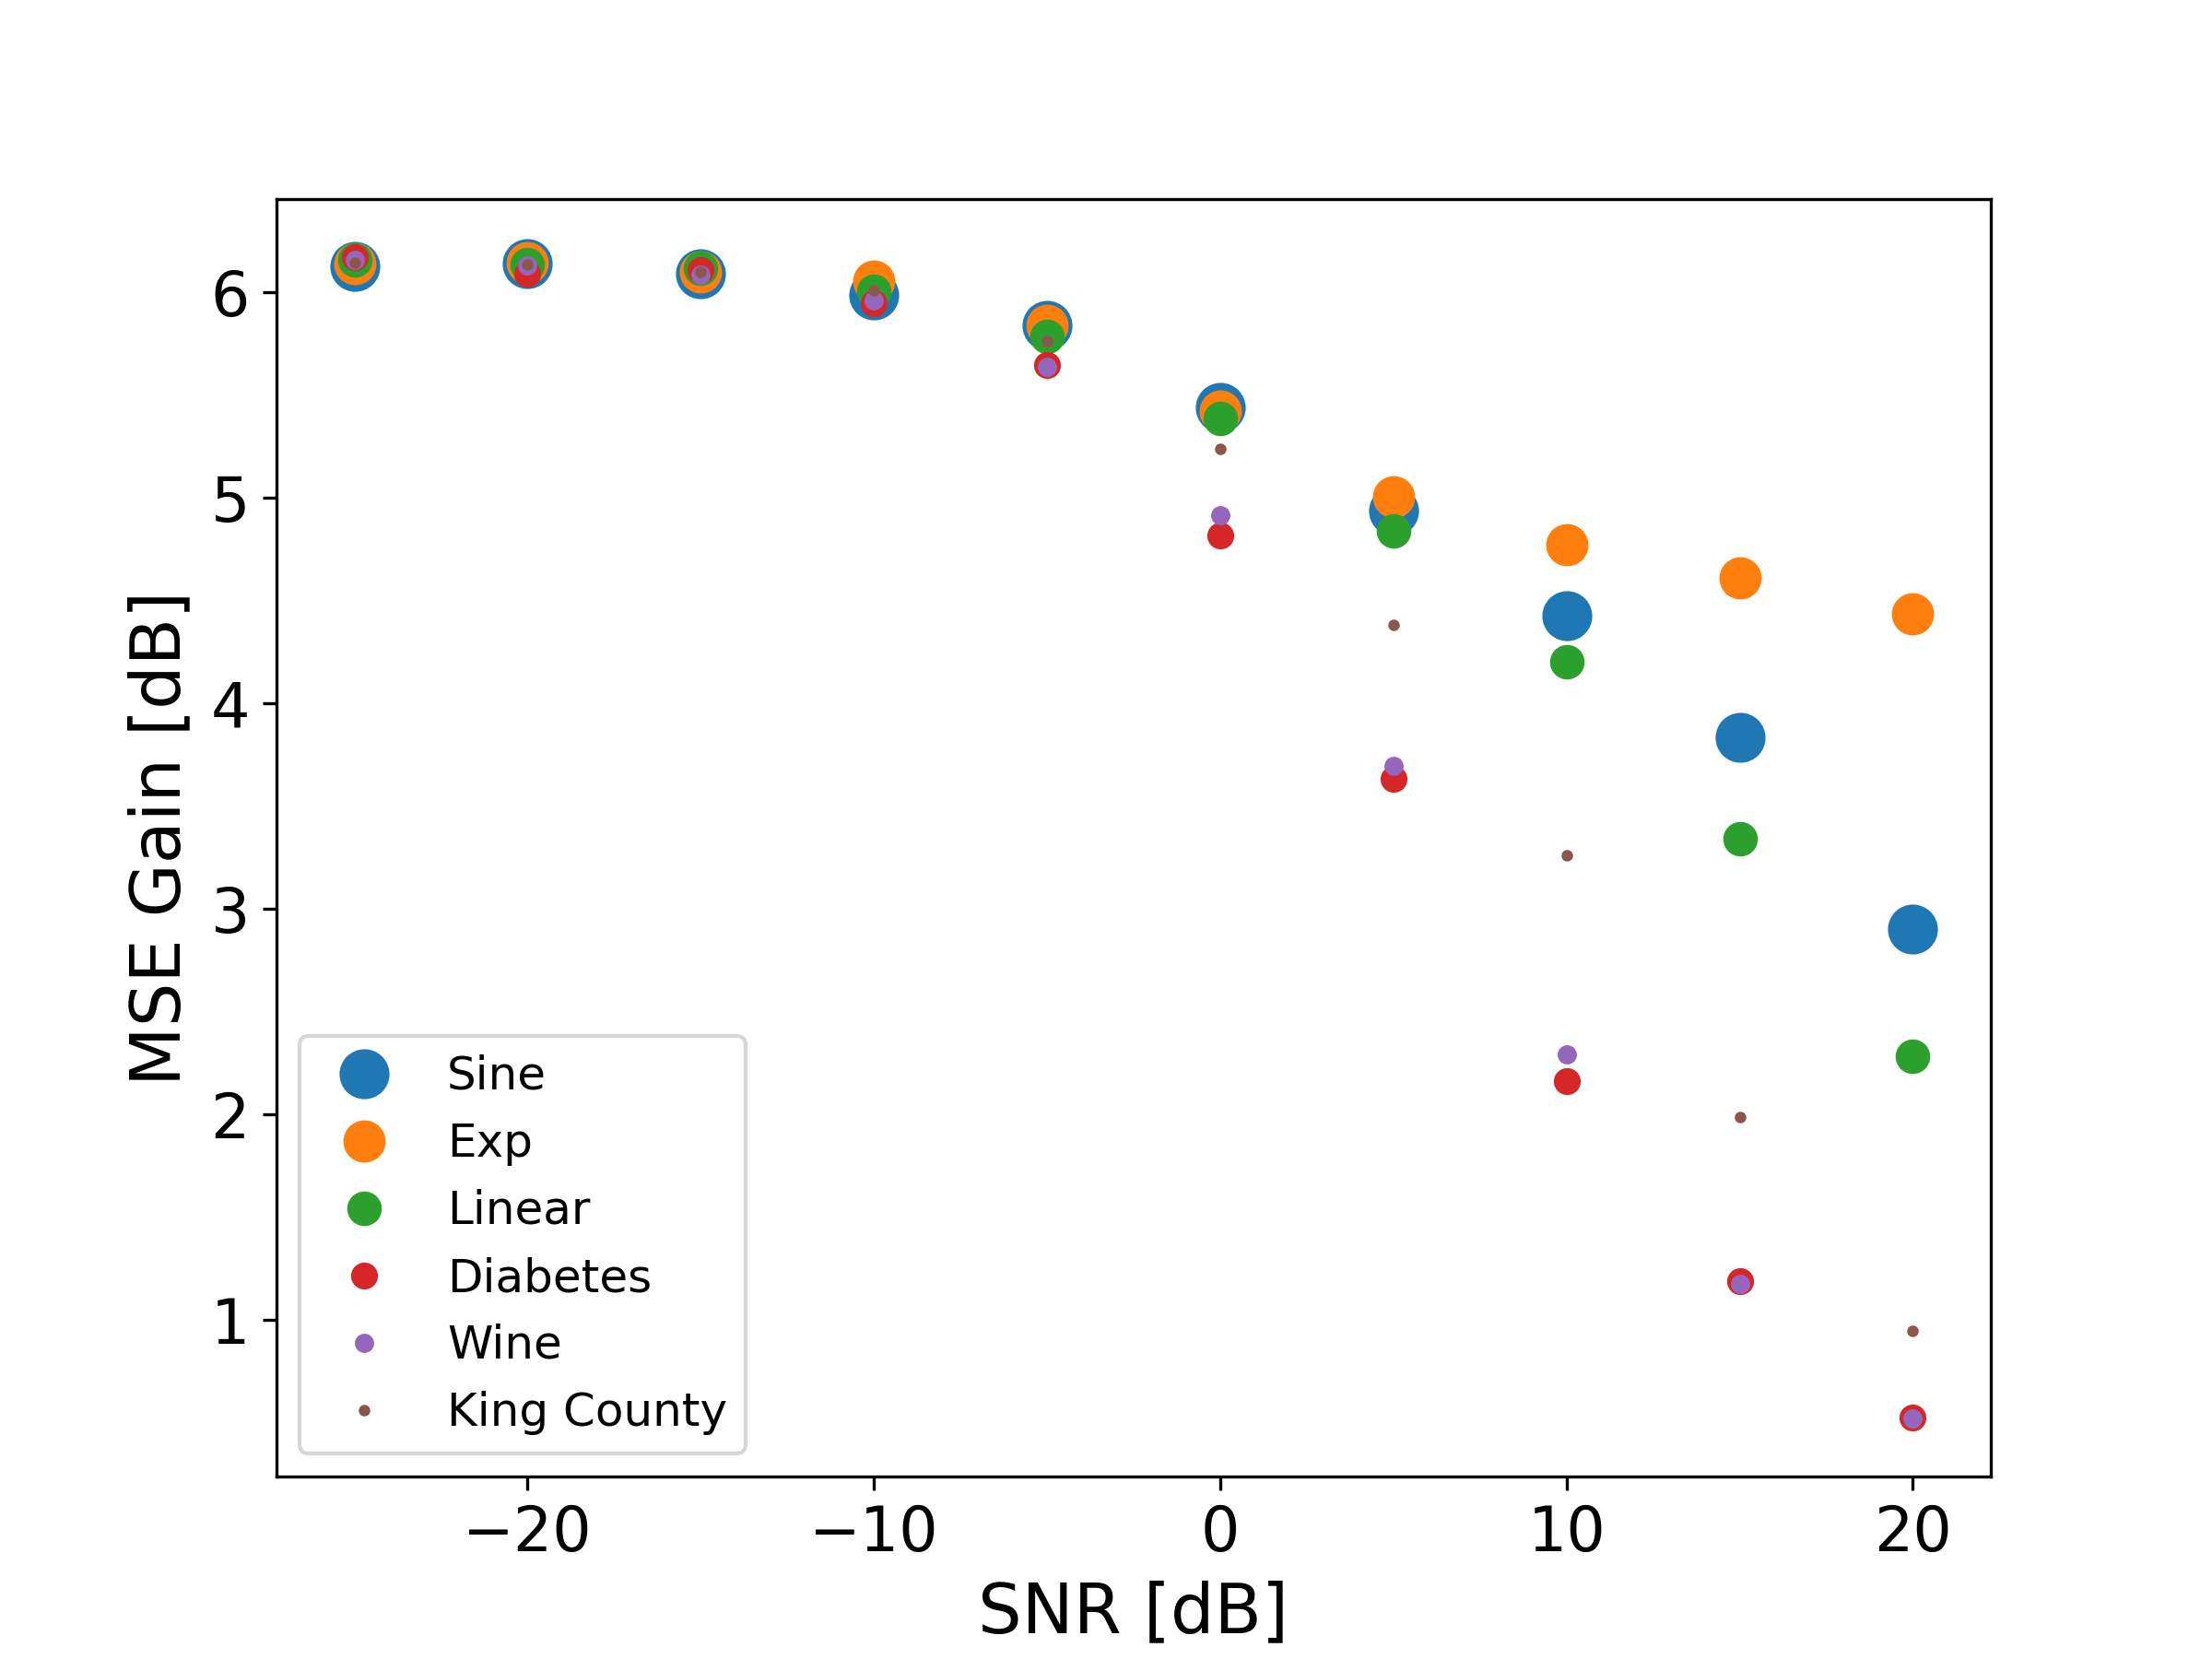 MSE Gain [dB]
6
5
4
3
2
1
Sine
Exp
Linear
Diabetes
Wine
King County
−20
−10
0
10
20
SNR [dB]